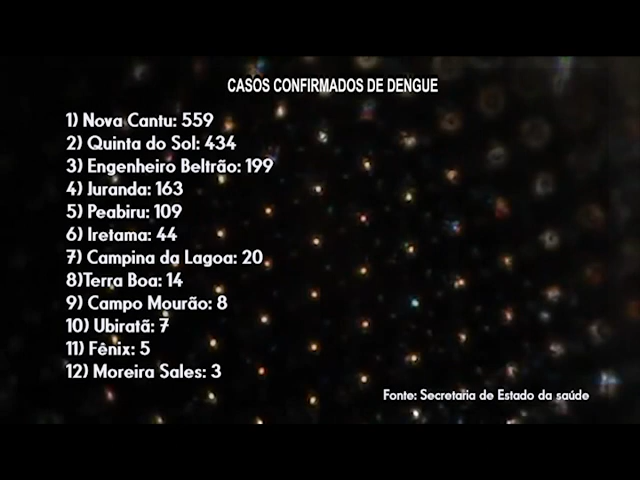 CASOS CONFIRMADOS DE DENGUE
1) Nova Cantu: 559
2) Quinta do Sol: 434
3) Engenheiro Beltrão: 199
4) Juranda: 163
5) Peabiru: 109
6) Iretama: 44
7) Campina da Lagoa: 20
8)Terra Boa: 14
9) Campo Mourão: 8
10) Ubiratã: 7
11) Fênix: 5
12) Moreira Sales: 3
Fonte: Secretaria de Estado da saúde